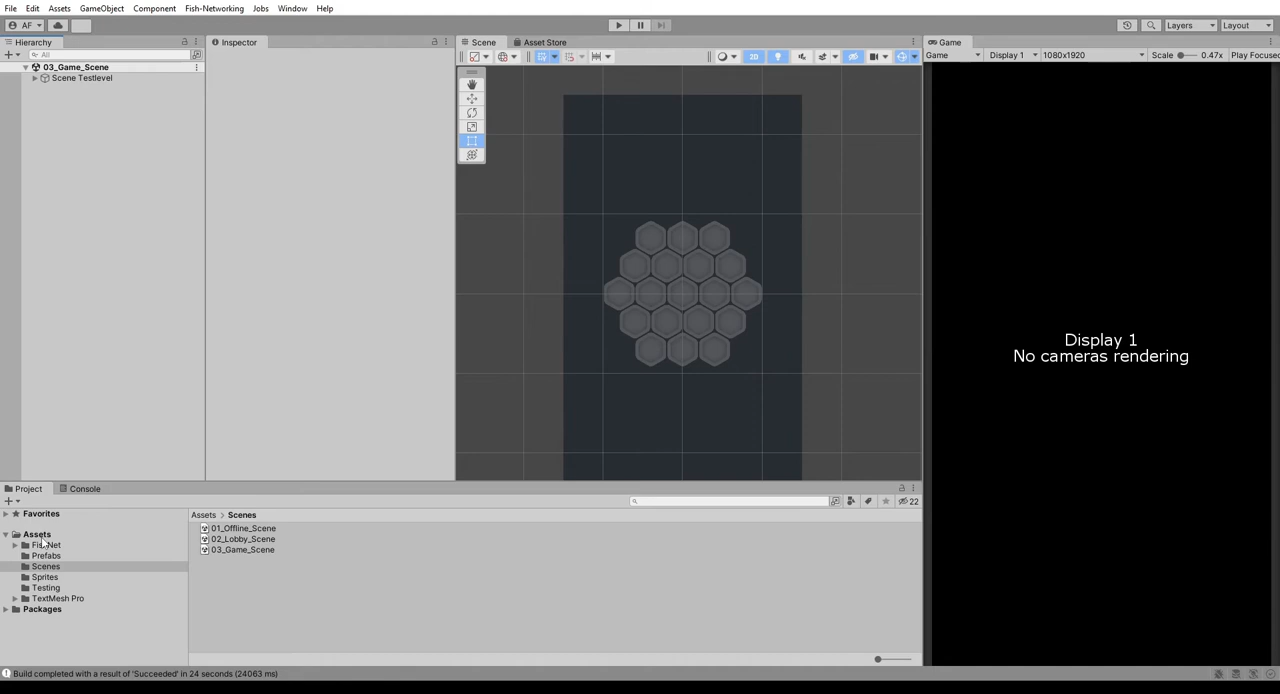 File Edit Assets GameObject Component Fish-Networking Jobs Window Help
AF Layers Layout
Hierarchy Inspector Scene Asset Store Game
All
Game Display 1 1080x1920 Scale 0.47x Play Focused
2D
03_Game_Scene
Scene Testlevel
Display 1
No cameras rendering
Project Console
22
Favorites
Assets > Scenes
Assets
01_Offline_Scene
02_Lobby_Scene
03_Game_Scene
Prefabs
Scenes
Sprites
Testing
TextMesh Pro
Packages
Build completed with a result of 'Succeeded' in 24 seconds (24063 ms)